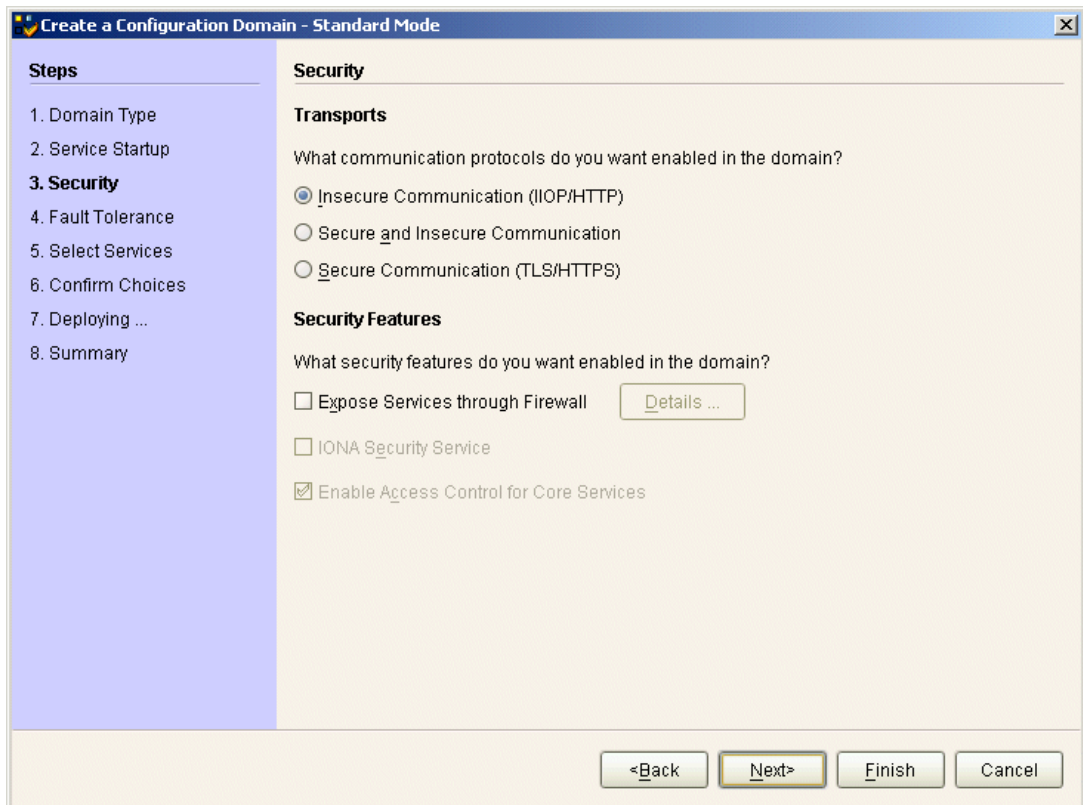 Create a Configuration Domain - Standard Mode
Steps
1. Domain Type
2. Service Startup
3. Security
4. Fault Tolerance
5. Select Services
6. Confirm Choices
7. Deploying ...
8. Summary
Security
Transports
What communication protocols do you want enabled in the domain?
Insecure Communication (IIOP/HTTP)
Secure and Insecure Communication
Secure Communication (TLS/HTTPS)
Security Features
What security features do you want enabled in the domain?
Expose Services through Firewall Details ...
IONA Security Service
Enable Access Control for Core Services
<Back Next> Finish Cancel